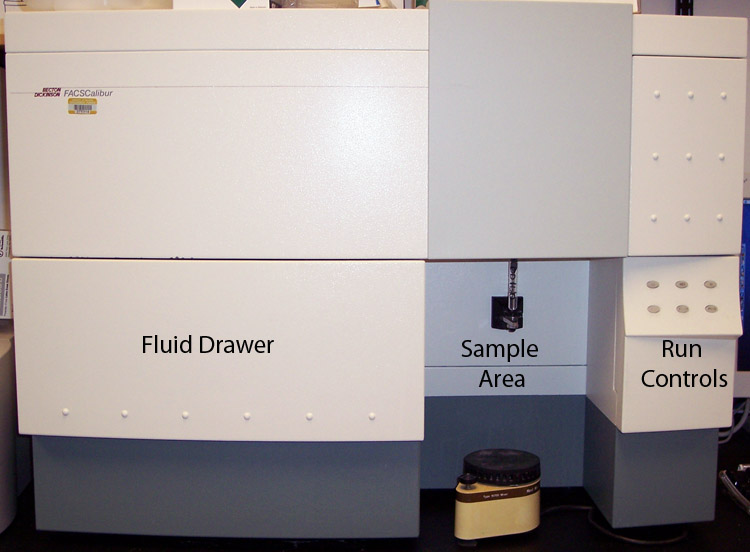 BECTON
DICKINSON FACSCalibur
Fluid Drawer
Sample
Area
Run
Controls